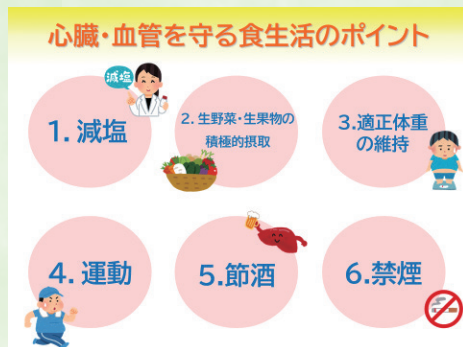 心臓・血管を守る食生活のポイント
減塩
1. 減塩
2. 生野菜・生果物の
積極的摂取
3.適正体重
の維持
4. 運動
5.節酒
6.禁煙